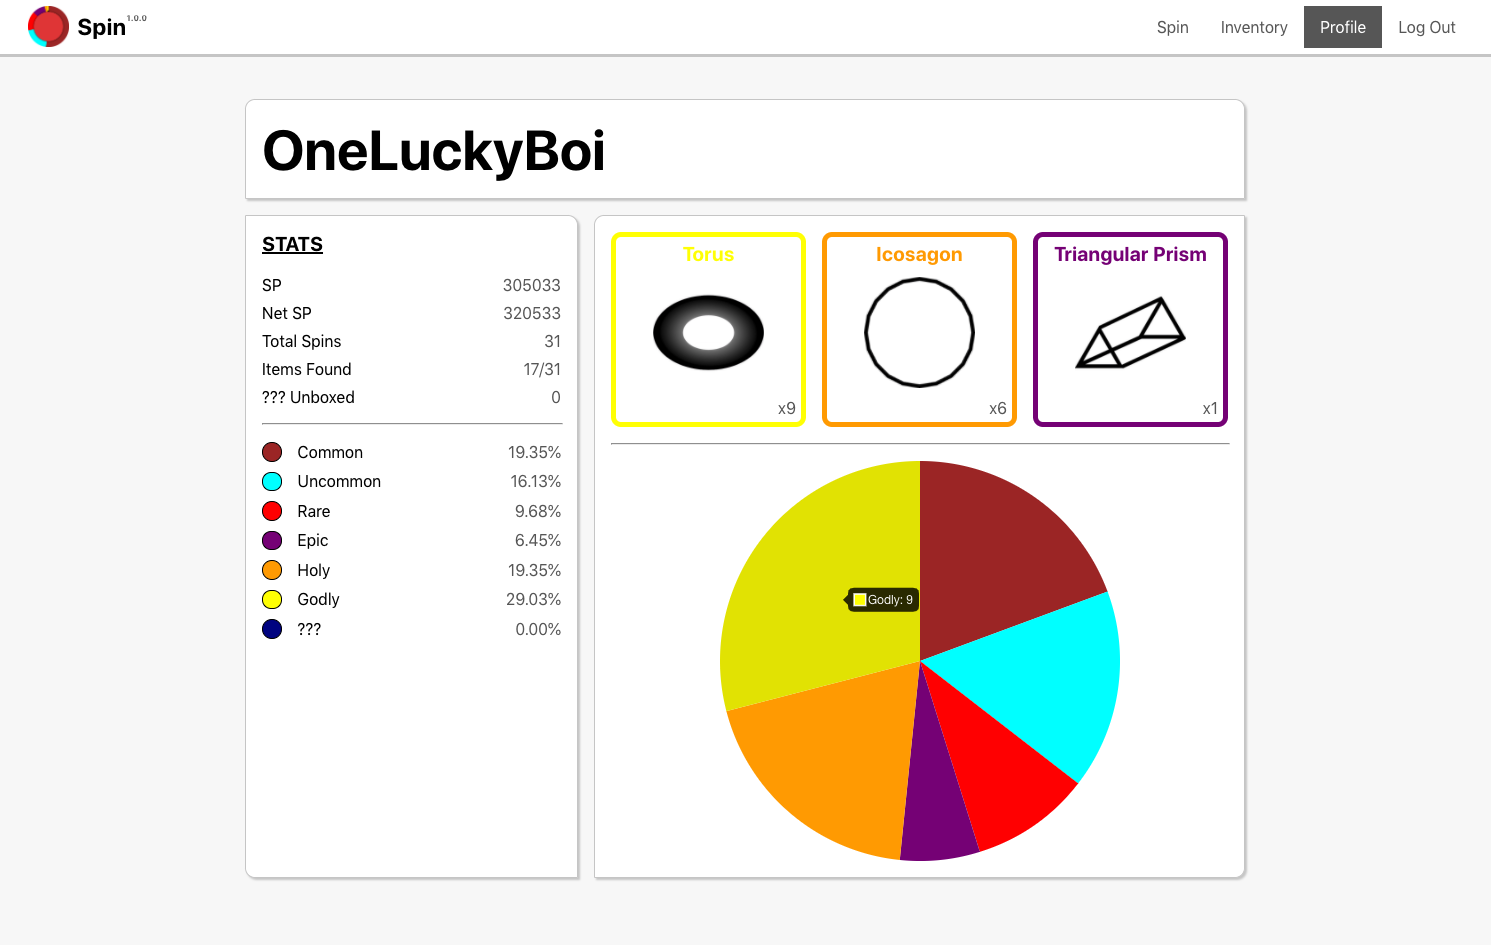 Spin 1.0.0
Spin Inventory Profile Log Out
OneLuckyBoi
STATS
SP 305033
Net SP 320533
Total Spins 31
Items Found 17/31
??? Unboxed 0
Common 19.35%
Uncommon 16.13%
Rare 9.68%
Epic 6.45%
Holy 19.35%
Godly 29.03%
??? 0.00%
Torus
x9
Icosagon
x6
Triangular Prism
x1
Godly: 9